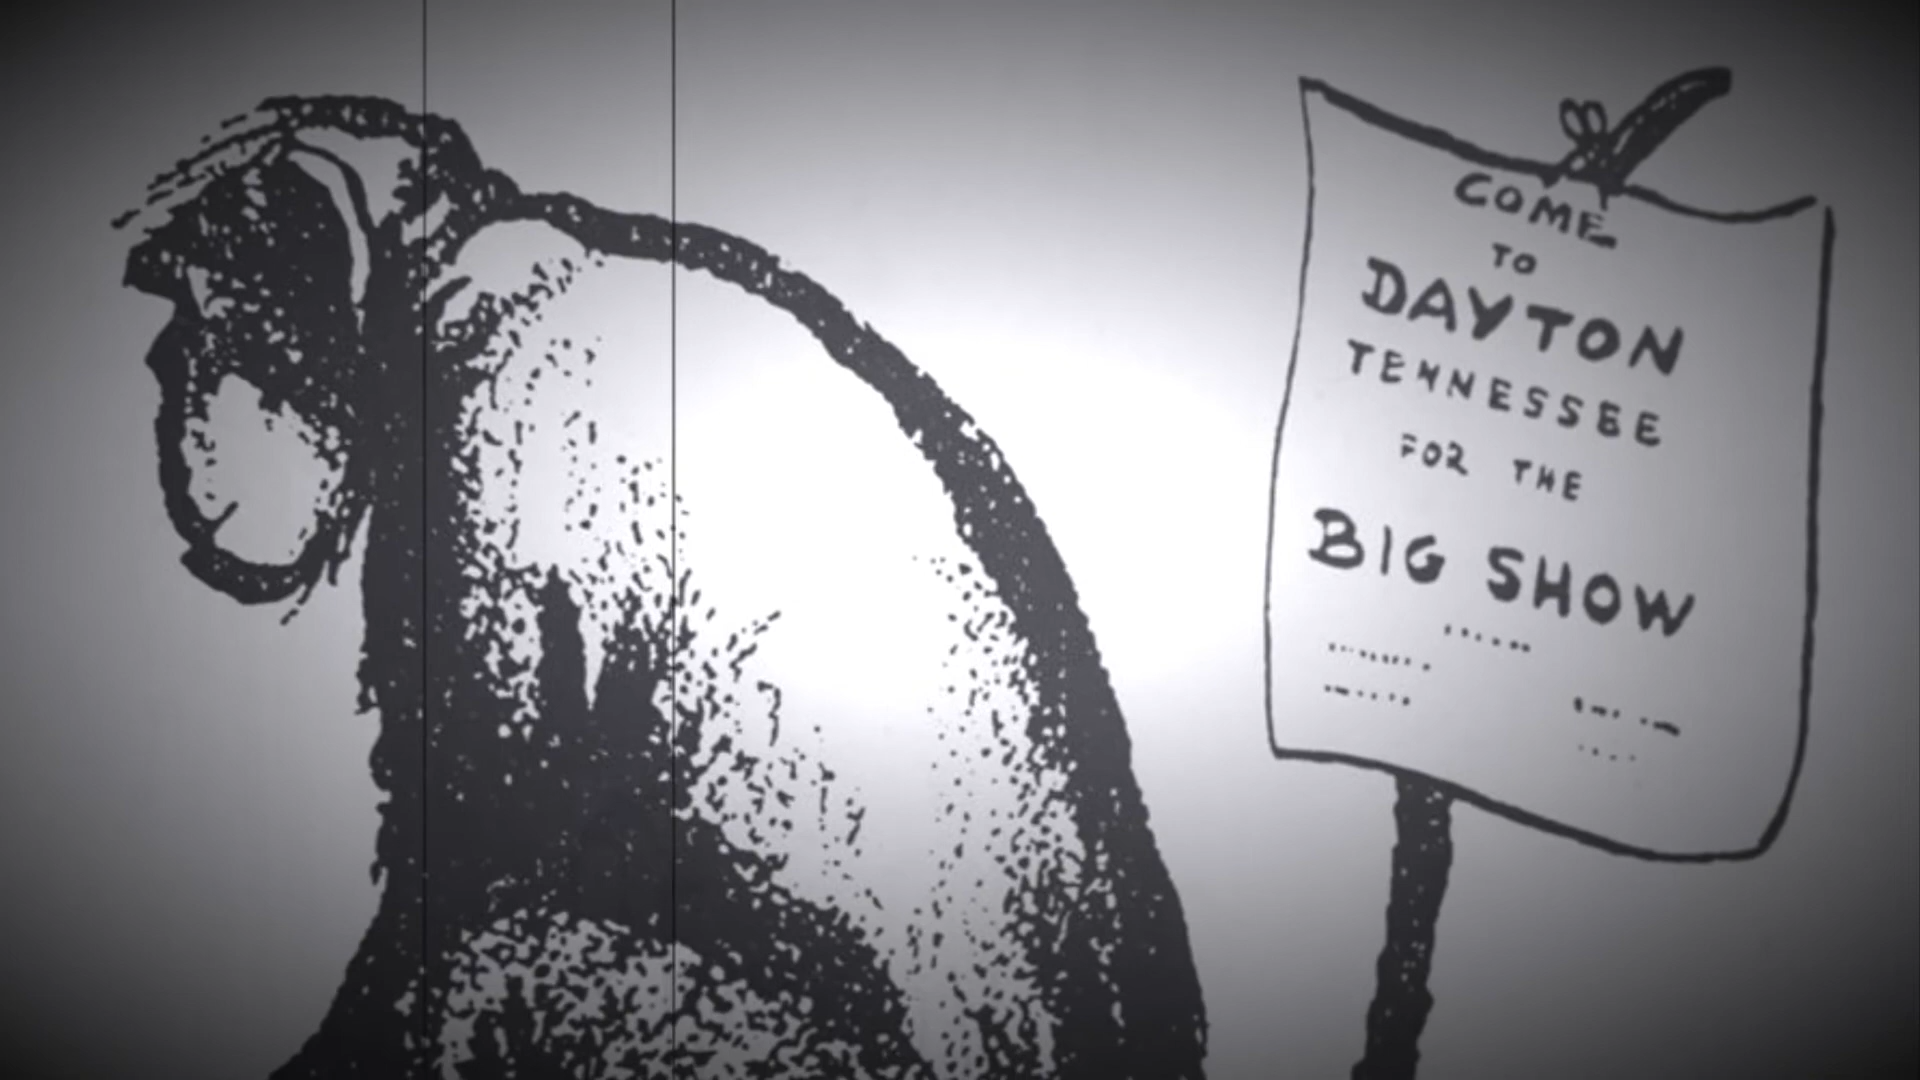 COME
TO
DAYTON
TENNESSEE
FOR THE
BIG SHOW